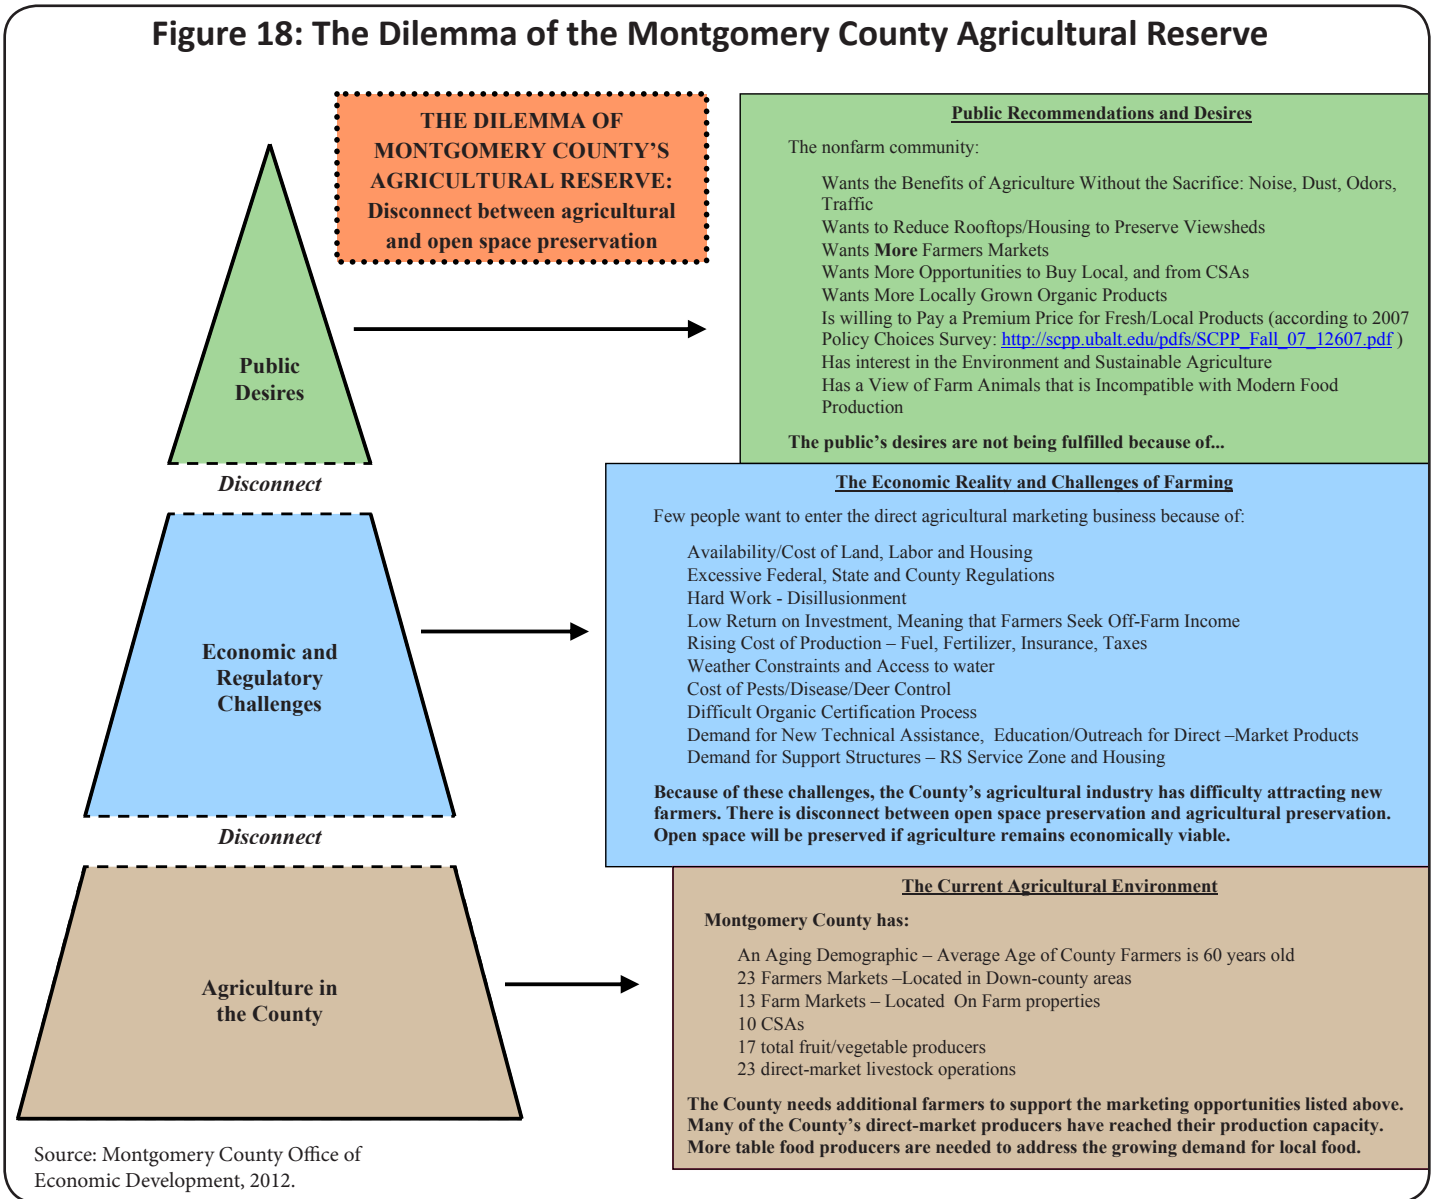 Figure 18: The Dilemma of the Montgomery County Agricultural Reserve
THE DILEMMA OF
MONTGOMERY COUNTY’S
AGRICULTURAL RESERVE:
Disconnect between agricultural
and open space preservation
Public
Desires
Disconnect
Economic and
Regulatory
Challenges
Disconnect
Agriculture in
the County
Public Recommendations and Desires
The nonfarm community:
Wants the Benefits of Agriculture Without the Sacrifice: Noise, Dust, Odors,
Traffic
Wants to Reduce Rooftops/Housing to Preserve Viewsheds
Wants More Farmers Markets
Wants More Opportunities to Buy Local, and from CSAs
Wants More Locally Grown Organic Products
Is willing to Pay a Premium Price for Fresh/Local Products (according to 2007
Policy Choices Survey: http://scpp.ubalt.edu/pdfs/SCPP_Fall_07_12607.pdf )
Has interest in the Environment and Sustainable Agriculture
Has a View of Farm Animals that is Incompatible with Modern Food
Production
The public’s desires are not being fulfilled because of...
The Economic Reality and Challenges of Farming
Few people want to enter the direct agricultural marketing business because of:
Availability/Cost of Land, Labor and Housing
Excessive Federal, State and County Regulations
Hard Work - Disillusionment
Low Return on Investment, Meaning that Farmers Seek Off-Farm Income
Rising Cost of Production – Fuel, Fertilizer, Insurance, Taxes
Weather Constraints and Access to water
Cost of Pests/Disease/Deer Control
Difficult Organic Certification Process
Demand for New Technical Assistance, Education/Outreach for Direct –Market Products
Demand for Support Structures – RS Service Zone and Housing
Because of these challenges, the County’s agricultural industry has difficulty attracting new
farmers. There is disconnect between open space preservation and agricultural preservation.
Open space will be preserved if agriculture remains economically viable.
The Current Agricultural Environment
Montgomery County has:
An Aging Demographic – Average Age of County Farmers is 60 years old
23 Farmers Markets –Located in Down-county areas
13 Farm Markets – Located On Farm properties
10 CSAs
17 total fruit/vegetable producers
23 direct-market livestock operations
The County needs additional farmers to support the marketing opportunities listed above.
Many of the County’s direct-market producers have reached their production capacity.
More table food producers are needed to address the growing demand for local food.
Source: Montgomery County Office of
Economic Development, 2012.